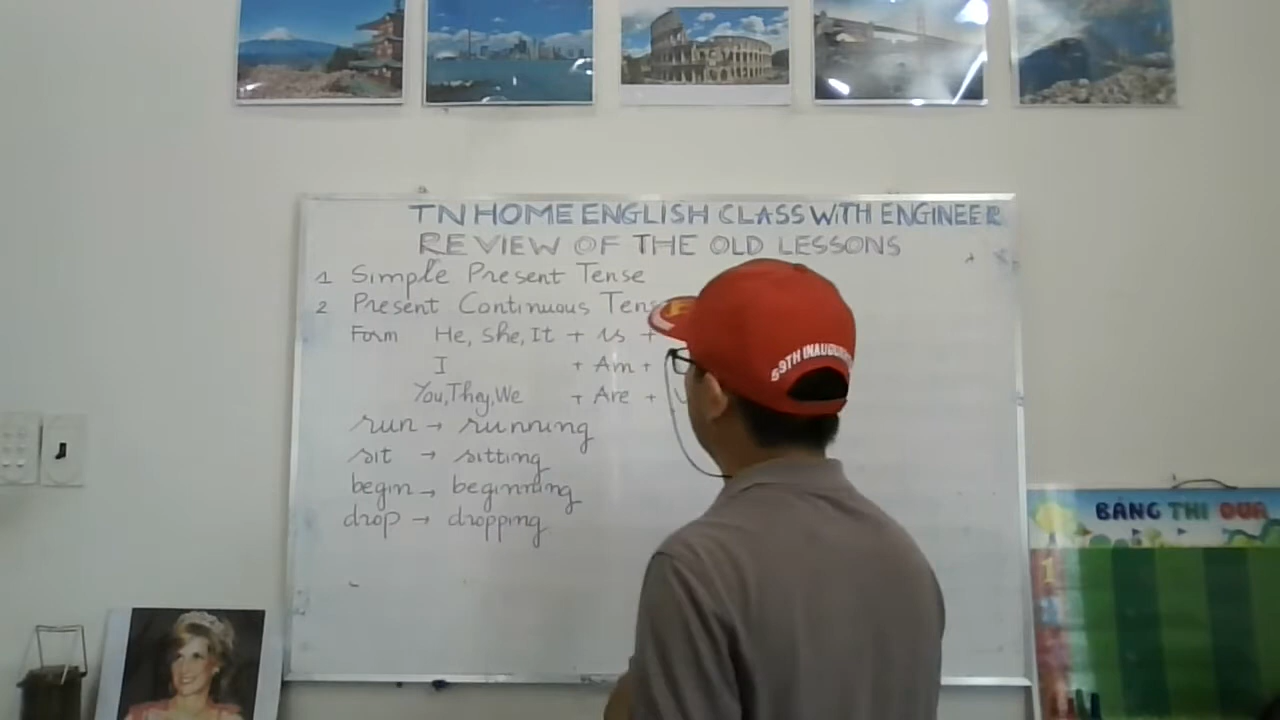 TN HOME ENGLISH CLASS WITH ENGINEER
REVIEW OF THE OLD LESSONS
1 Simple Present Tense
2 Present Continuous Tens
Form He, She, It + is +
I + Am +
You, They, We + Are + V
run → running
sit → sitting
begin → beginning
drop → dropping
59TH INAUGU
BẢNG THI ĐUA
1